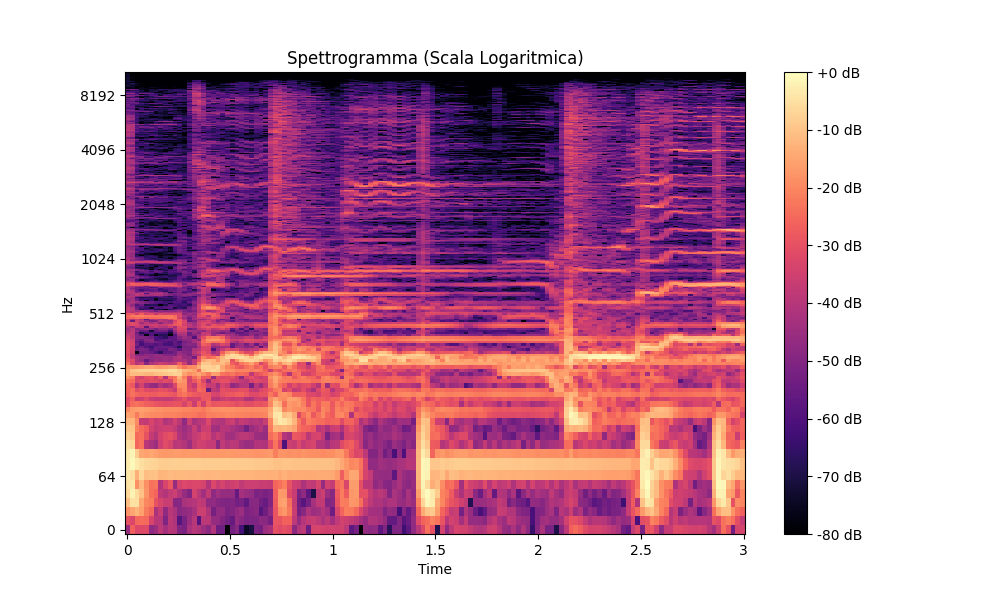 Spettrogramma (Scala Logaritmica)
Hz
8192
4096
2048
1024
512
256
128
64
0
0
0.5
1
1.5
2
2.5
3
Time
+0 dB
-10 dB
-20 dB
-30 dB
-40 dB
-50 dB
-60 dB
-70 dB
-80 dB